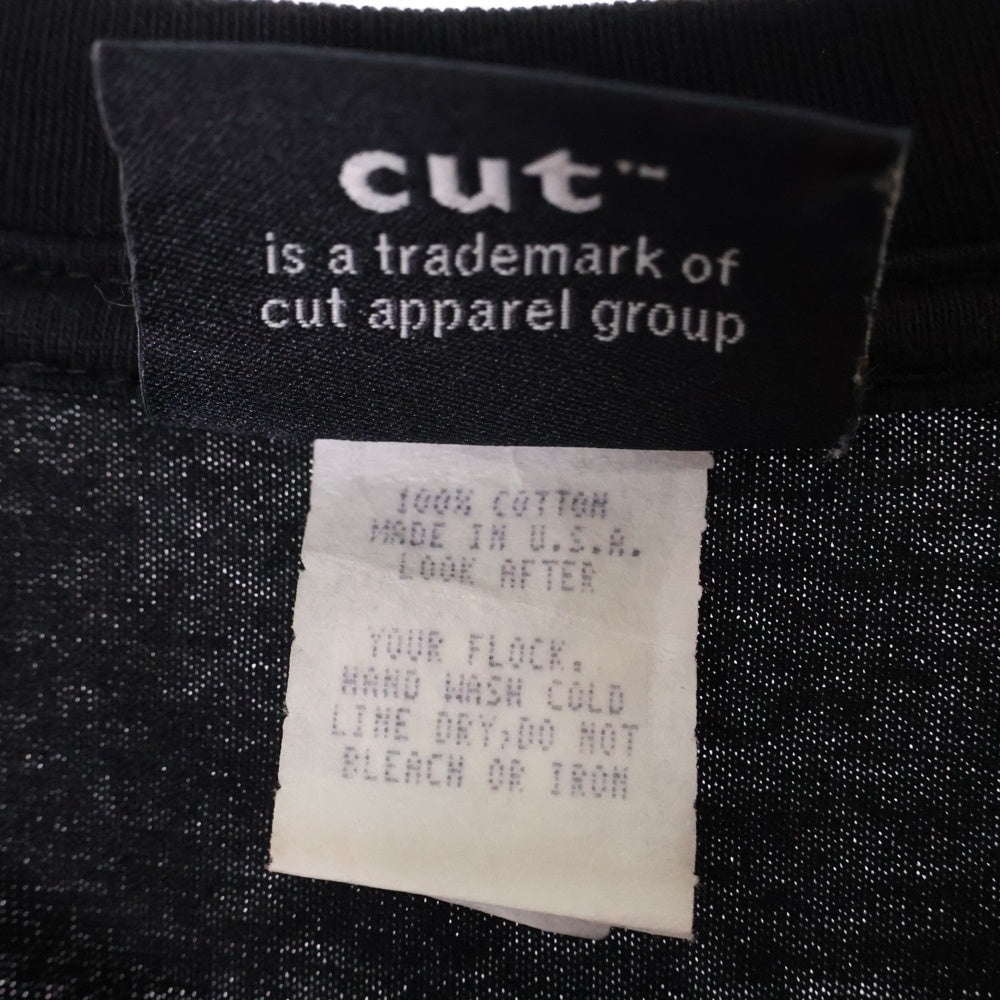 cut™
is a trademark of
cut apparel group
100% COTTON
MADE IN U.S.A.
LOOK AFTER
YOUR FLOCK.
HAND WASH COLD
LINE DRY,DO NOT
BLEACH OR IRON